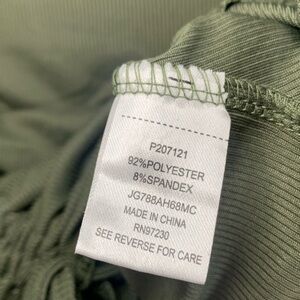 P207121
92%POLYESTER
8%SPANDEX
JG788AH68MC
MADE IN CHINA
RN97230
SEE REVERSE FOR CARE